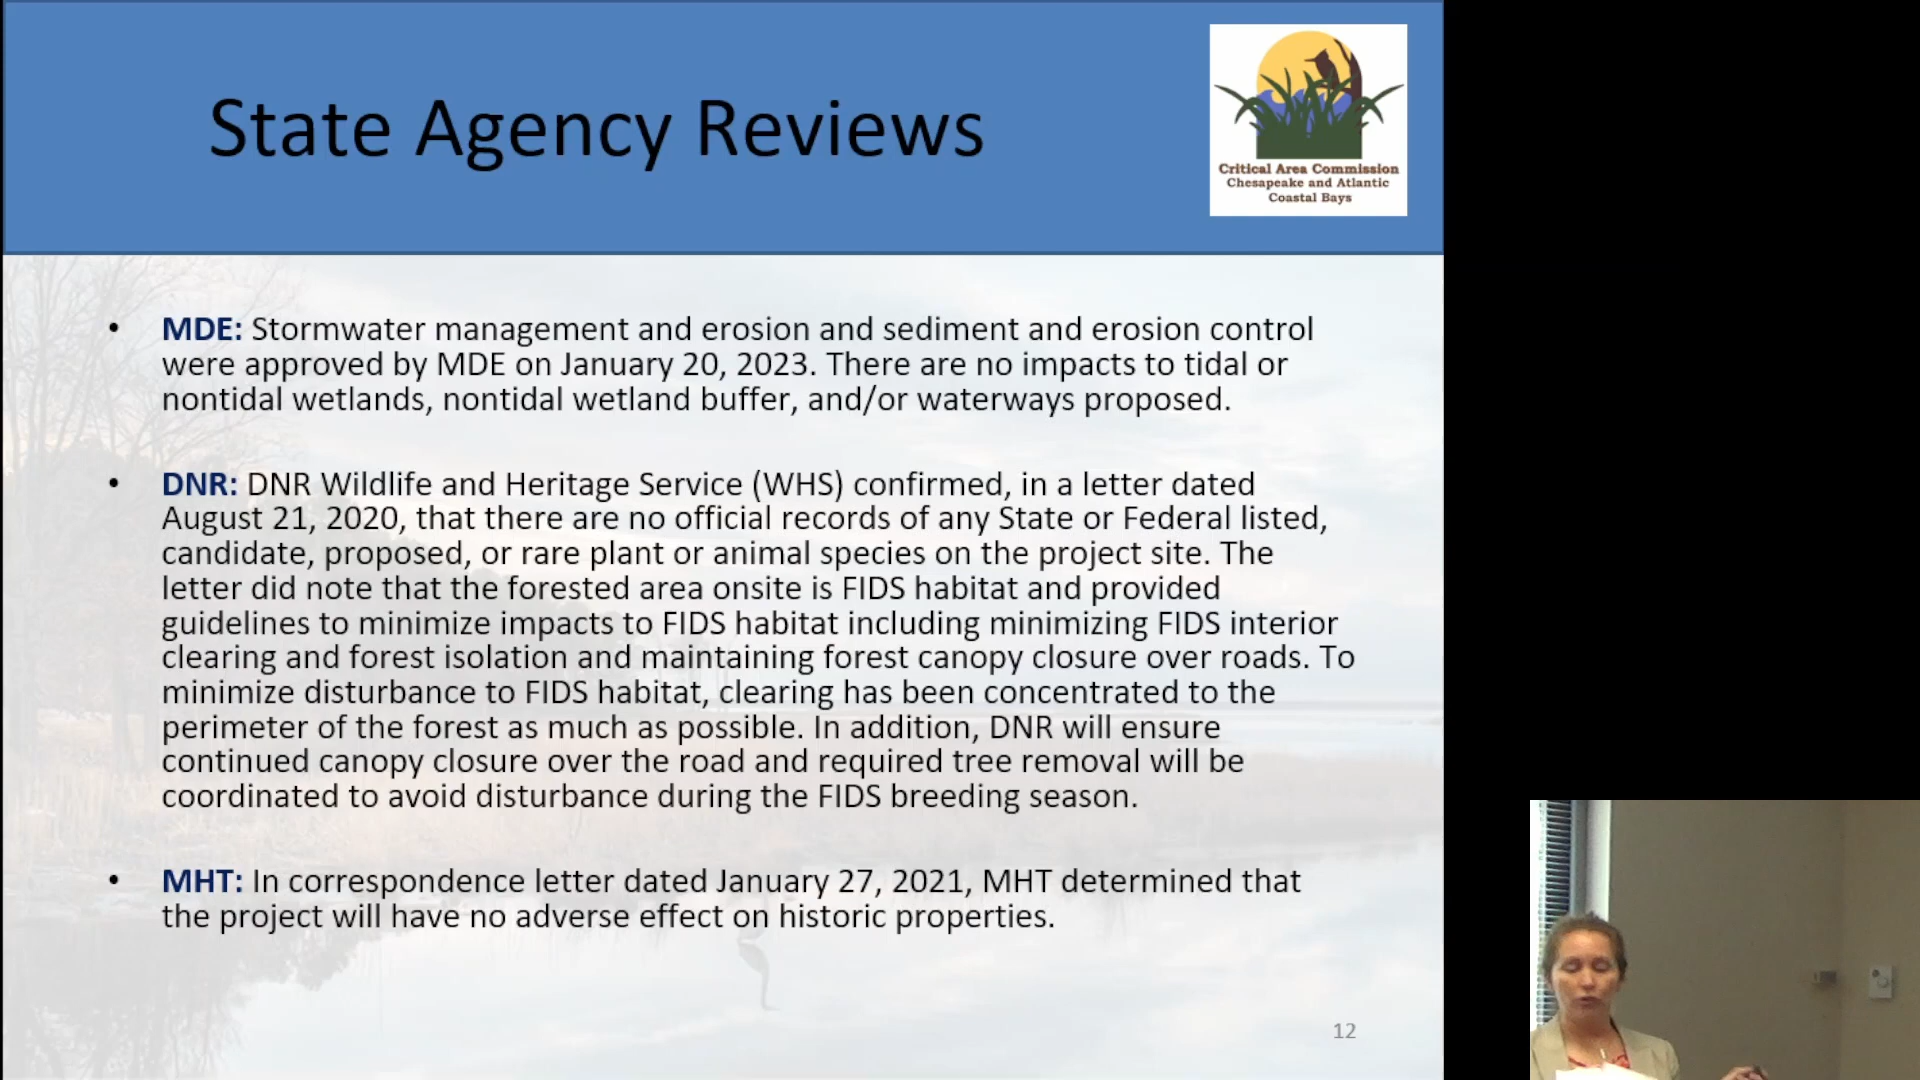 State Agency Reviews
Critical Area Commission
Chesapeake and Atlantic
Coastal Bays
• MDE: Stormwater management and erosion and sediment and erosion control
were approved by MDE on January 20, 2023. There are no impacts to tidal or
nontidal wetlands, nontidal wetland buffer, and/or waterways proposed.
• DNR: DNR Wildlife and Heritage Service (WHS) confirmed, in a letter dated
August 21, 2020, that there are no official records of any State or Federal listed,
candidate, proposed, or rare plant or animal species on the project site. The
letter did note that the forested area onsite is FIDS habitat and provided
guidelines to minimize impacts to FIDS habitat including minimizing FIDS interior
clearing and forest isolation and maintaining forest canopy closure over roads. To
minimize disturbance to FIDS habitat, clearing has been concentrated to the
perimeter of the forest as much as possible. In addition, DNR will ensure
continued canopy closure over the road and required tree removal will be
coordinated to avoid disturbance during the FIDS breeding season.
• MHT: In correspondence letter dated January 27, 2021, MHT determined that
the project will have no adverse effect on historic properties.
12